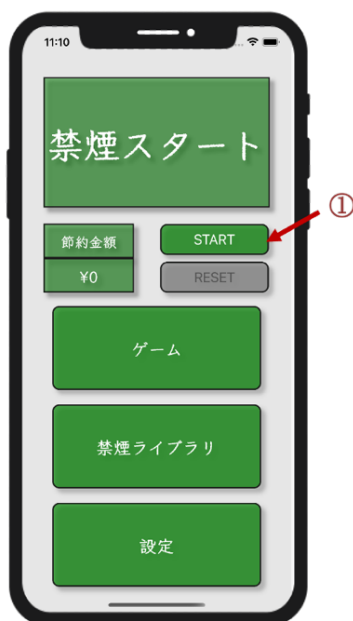 11:10
禁煙スタート
①
節約金額
START
¥0
RESET
ゲーム
禁煙ライブラリ
設定